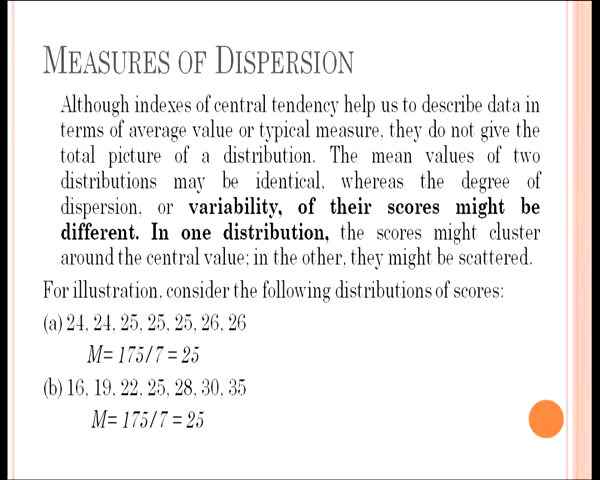 MEASURES OF DISPERSION
Although indexes of central tendency help us to describe data in
terms of average value or typical measure, they do not give the
total picture of a distribution. The mean values of two
distributions may be identical, whereas the degree of
dispersion, or variability, of their scores might be
different. In one distribution, the scores might cluster
around the central value; in the other, they might be scattered.
For illustration, consider the following distributions of scores:
(a) 24, 24, 25, 25, 25, 26, 26
M= 175/7 = 25
(b) 16, 19, 22, 25, 28, 30, 35
M= 175/7 = 25